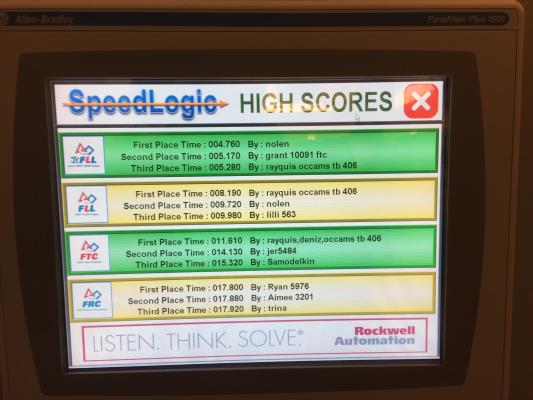 Allen-Bradley
PanelView Plus 1500
SpeedLogic HIGH SCORES X
Jr.FLL
First Place Time : 004.760 By : nolen
Second Place Time : 005.170 By : grant 10091 ftc
Third Place Time : 005.280 By : rayquis occams tb 406
FLL
First Place Time : 008.190 By : rayquis occams tb 406
Second Place Time : 009.720 By : nolen
Third Place Time : 009.980 By : lilli 563
FTC
First Place Time : 011.610 By : rayquis,deniz,occams tb 406
Second Place Time : 014.130 By : jer5484
Third Place Time : 015.320 By : Samodelkin
FRC
First Place Time : 017.800 By : Ryan 5976
Second Place Time : 017.880 By : Aimee 3201
Third Place Time : 017.920 By : trina
LISTEN. THINK. SOLVE.®
Rockwell
Automation